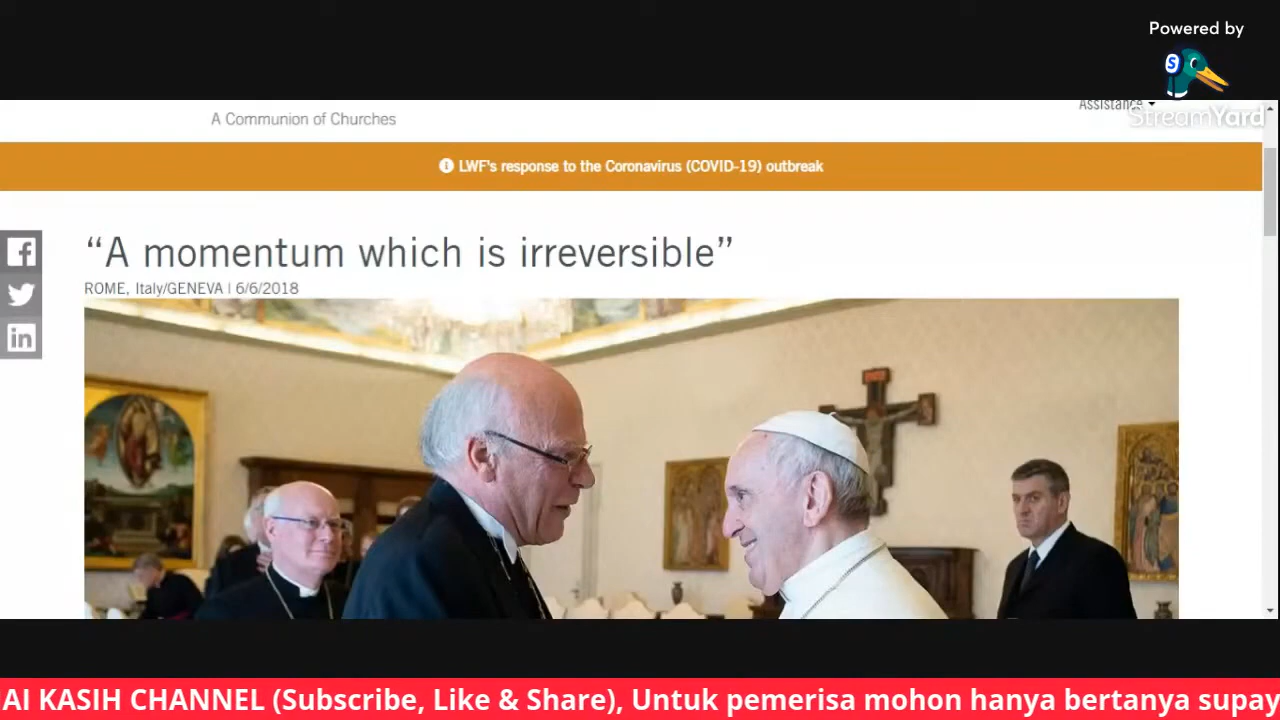 Powered by
S
StreamYard
Assistance
A Communion of Churches
LWF's response to the Coronavirus (COVID-19) outbreak
“A momentum which is irreversible”
ROME, Italy/GENEVA | 6/6/2018
in
AI KASIH CHANNEL (Subscribe, Like & Share), Untuk pemerisa mohon hanya bertanya supay